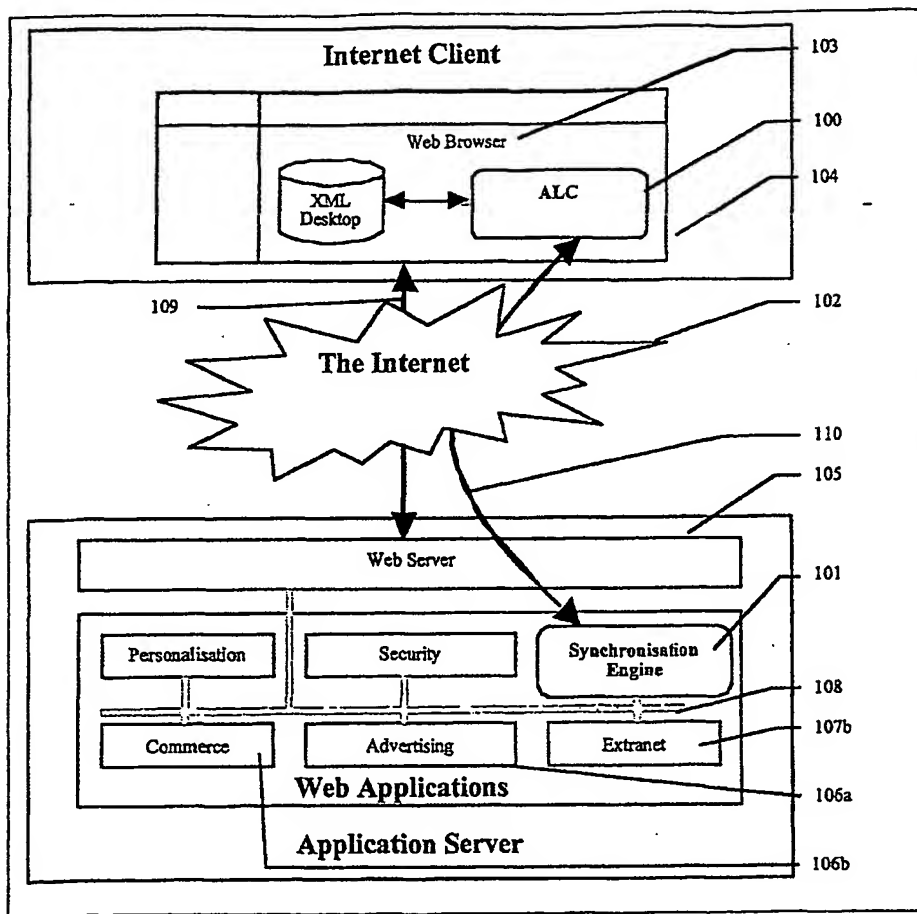 Internet Client
103
Web Browser
100
XML
Desktop
ALC
104
109
102
The Internet
110
105
Web Server
101
Personalisation
Security
Synchronisation
Engine
108
107b
Commerce
Advertising
Extranet
Web Applications
106a
Application Server
106b